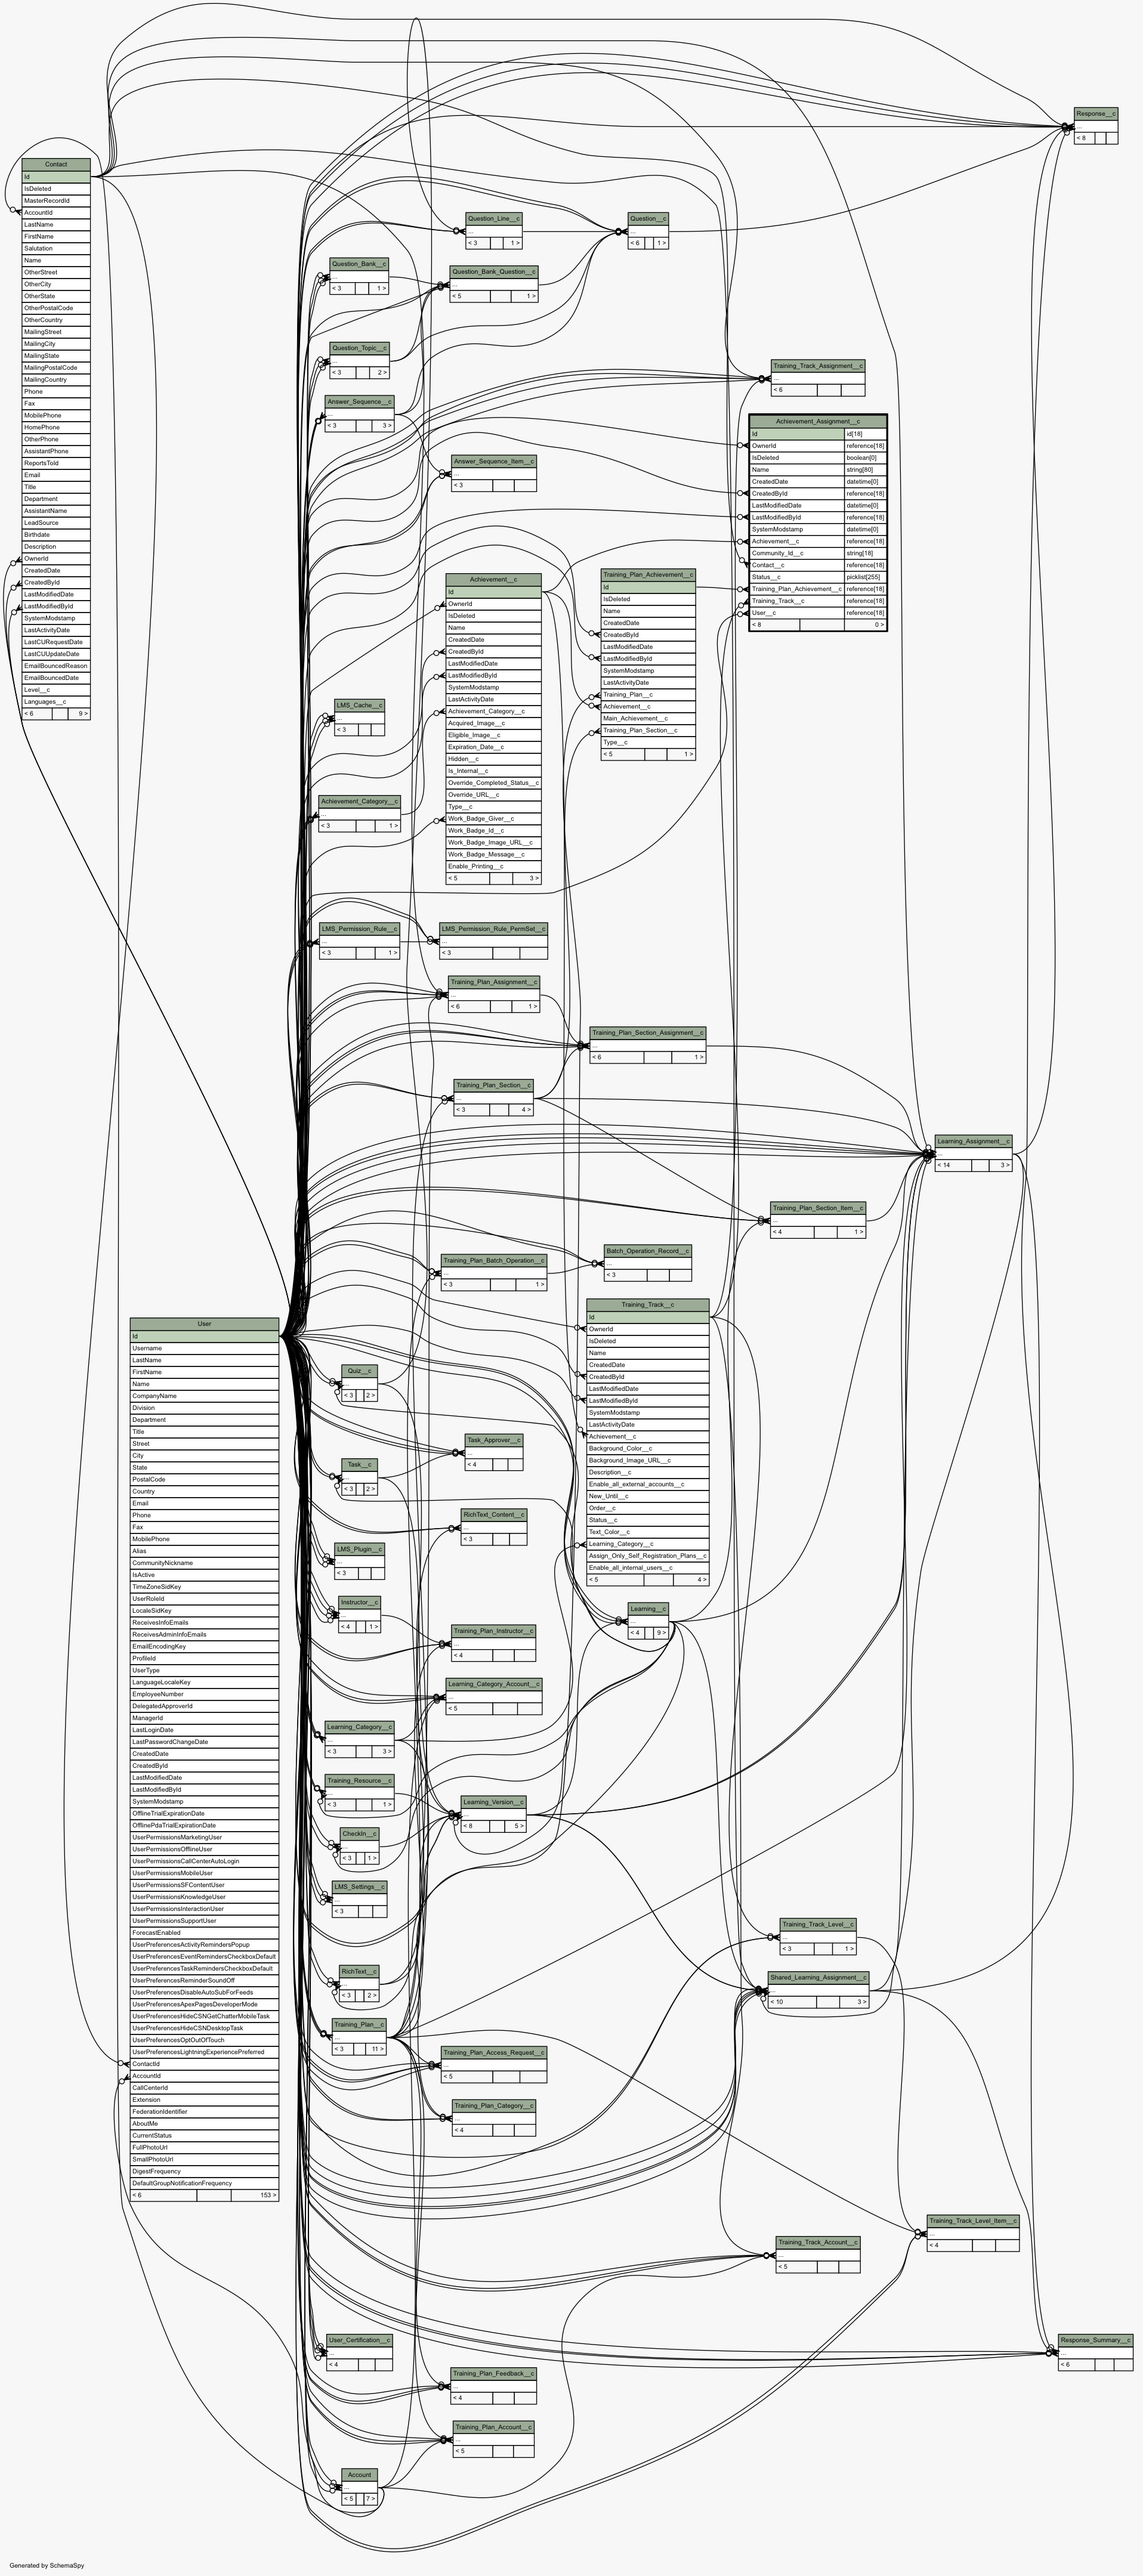 Response__c
...
< 8
Contact
Id
IsDeleted
MasterRecordId
AccountId
LastName
FirstName
Salutation
Name
OtherStreet
OtherCity
OtherState
OtherPostalCode
OtherCountry
MailingStreet
MailingCity
MailingState
MailingPostalCode
MailingCountry
Phone
Fax
MobilePhone
HomePhone
OtherPhone
AssistantPhone
ReportsToId
Email
Title
Department
AssistantName
LeadSource
Birthdate
Description
OwnerId
CreatedDate
CreatedById
LastModifiedDate
LastModifiedById
SystemModstamp
LastActivityDate
LastCURequestDate
LastCUUpdateDate
EmailBouncedReason
EmailBouncedDate
Level__c
Languages__c
< 6 9 >
Question_Line__c
...
< 3 1 >
Question__c
...
< 6 1 >
Question_Bank__c
...
< 3 1 >
Question_Bank_Question__c
...
< 5 1 >
Question_Topic__c
...
< 3 2 >
Training_Track_Assignment__c
...
< 6
Answer_Sequence__c
...
< 3 3 >
Achievement_Assignment__c
Id id[18]
OwnerId reference[18]
IsDeleted boolean[0]
Name string[80]
CreatedDate datetime[0]
CreatedById reference[18]
LastModifiedDate datetime[0]
LastModifiedById reference[18]
SystemModstamp datetime[0]
Achievement__c reference[18]
Community_Id__c string[18]
Contact__c reference[18]
Status__c picklist[255]
Training_Plan_Achievement__c reference[18]
Training_Track__c reference[18]
User__c reference[18]
< 8 0 >
Answer_Sequence_Item__c
...
< 3
Achievement__c
Id
OwnerId
IsDeleted
Name
CreatedDate
CreatedById
LastModifiedDate
LastModifiedById
SystemModstamp
LastActivityDate
Achievement_Category__c
Acquired_Image__c
Eligible_Image__c
Expiration_Date__c
Hidden__c
Is_Internal__c
Override_Completed_Status__c
Override_URL__c
Type__c
Work_Badge_Giver__c
Work_Badge_Id__c
Work_Badge_Image_URL__c
Work_Badge_Message__c
Enable_Printing__c
< 5 3 >
Training_Plan_Achievement__c
Id
IsDeleted
Name
CreatedDate
CreatedById
LastModifiedDate
LastModifiedById
SystemModstamp
LastActivityDate
Training_Plan__c
Achievement__c
Main_Achievement__c
Training_Plan_Section__c
Type__c
< 5 1 >
LMS_Cache__c
...
< 3
Achievement_Category__c
...
< 3 1 >
LMS_Permission_Rule__c
...
< 3 1 >
LMS_Permission_Rule_PermSet__c
...
< 3
Training_Plan_Assignment__c
...
< 6 1 >
Training_Plan_Section_Assignment__c
...
< 6 1 >
Training_Plan_Section__c
...
< 3 4 >
Learning_Assignment__c
...
< 14 3 >
Training_Plan_Section_Item__c
...
< 4 1 >
Batch_Operation_Record__c
...
< 3
Training_Plan_Batch_Operation__c
...
< 3 1 >
Training_Track__c
Id
OwnerId
IsDeleted
Name
CreatedDate
CreatedById
LastModifiedDate
LastModifiedById
SystemModstamp
LastActivityDate
Achievement__c
Background_Color__c
Background_Image_URL__c
Description__c
Enable_all_external_accounts__c
New_Until__c
Order__c
Status__c
Text_Color__c
Learning_Category__c
Assign_Only_Self_Registration_Plans__c
Enable_all_internal_users__c
< 5 4 >
User
Id
Username
LastName
FirstName
Name
CompanyName
Division
Department
Title
Street
City
State
PostalCode
Country
Email
Phone
Fax
MobilePhone
Alias
CommunityNickname
IsActive
TimeZoneSidKey
UserRoleId
LocaleSidKey
ReceivesInfoEmails
ReceivesAdminInfoEmails
EmailEncodingKey
ProfileId
UserType
LanguageLocaleKey
EmployeeNumber
DelegatedApproverId
ManagerId
LastLoginDate
LastPasswordChangeDate
CreatedDate
CreatedById
LastModifiedDate
LastModifiedById
SystemModstamp
OfflineTrialExpirationDate
OfflinePdaTrialExpirationDate
UserPermissionsMarketingUser
UserPermissionsOfflineUser
UserPermissionsCallCenterAutoLogin
UserPermissionsMobileUser
UserPermissionsSFContentUser
UserPermissionsKnowledgeUser
UserPermissionsInteractionUser
UserPermissionsSupportUser
ForecastEnabled
UserPreferencesActivityRemindersPopup
UserPreferencesEventRemindersCheckboxDefault
UserPreferencesTaskRemindersCheckboxDefault
UserPreferencesReminderSoundOff
UserPreferencesDisableAutoSubForFeeds
UserPreferencesApexPagesDeveloperMode
UserPreferencesHideCSNGetChatterMobileTask
UserPreferencesHideCSNDesktopTask
UserPreferencesOptOutOfTouch
UserPreferencesLightningExperiencePreferred
ContactId
AccountId
CallCenterId
Extension
FederationIdentifier
AboutMe
CurrentStatus
FullPhotoUrl
SmallPhotoUrl
DigestFrequency
DefaultGroupNotificationFrequency
< 6 153 >
Quiz__c
...
< 3 2 >
Task_Approver__c
...
< 4
Task__c
...
< 3 2 >
RichText_Content__c
...
< 3
LMS_Plugin__c
...
< 3
Instructor__c
...
< 4 1 >
Learning__c
...
< 4 9 >
Training_Plan_Instructor__c
...
< 4
Learning_Category_Account__c
...
< 5
Learning_Category__c
...
< 3 3 >
Training_Resource__c
...
< 3 1 >
Learning_Version__c
...
< 8 5 >
CheckIn__c
...
< 3 1 >
LMS_Settings__c
...
< 3
Training_Track_Level__c
...
< 3 1 >
RichText__c
...
< 3 2 >
Shared_Learning_Assignment__c
...
< 10 3 >
Training_Plan__c
...
< 3 11 >
Training_Plan_Access_Request__c
...
< 5
Training_Plan_Category__c
...
< 4
Training_Track_Level_Item__c
...
< 4
Training_Track_Account__c
...
< 5
User_Certification__c
...
< 4
Response_Summary__c
...
< 6
Training_Plan_Feedback__c
...
< 4
Training_Plan_Account__c
...
< 5
Account
...
< 5 7 >
Generated by SchemaSpy